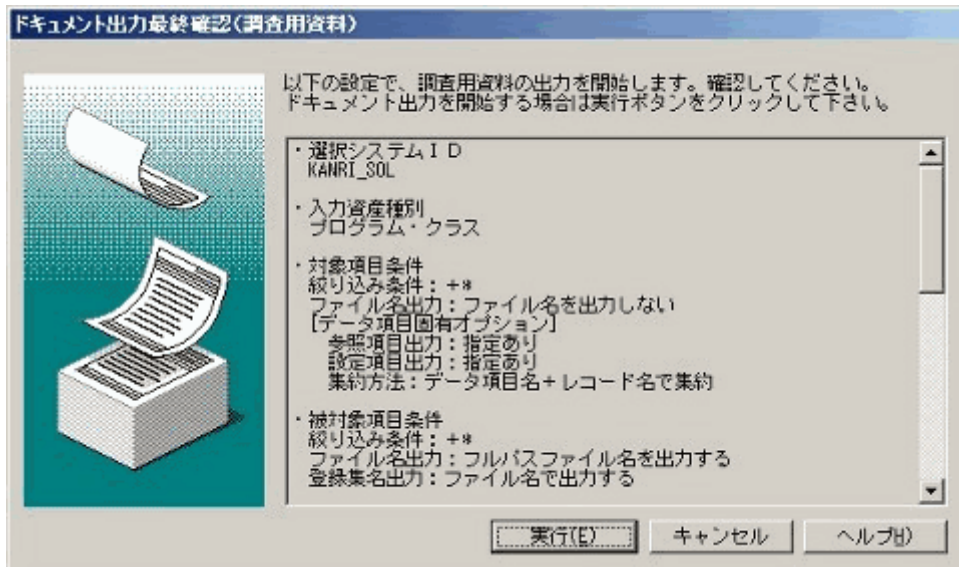 ドキュメント出力最終確認(調査用資料)
以下の設定で、調査用資料の出力を開始します。確認してください。
ドキュメント出力を開始する場合は実行ボタンをクリックして下さい。
・選択システムID
KANRI_SOL
・入力資産種別
プログラム・クラス
・対象項目条件
絞り込み条件:+*
ファイル名出力:ファイル名を出力しない
[データ項目固有オプション]
参照項目出力:指定あり
設定項目出力:指定あり
集約方法:データ項目名+レコード名で集約
・被対象項目条件
絞り込み条件:+*
ファイル名出力:フルパスファイル名を出力する
登録集名出力:ファイル名で出力する
実行(E) キャンセル ヘルプ(H)